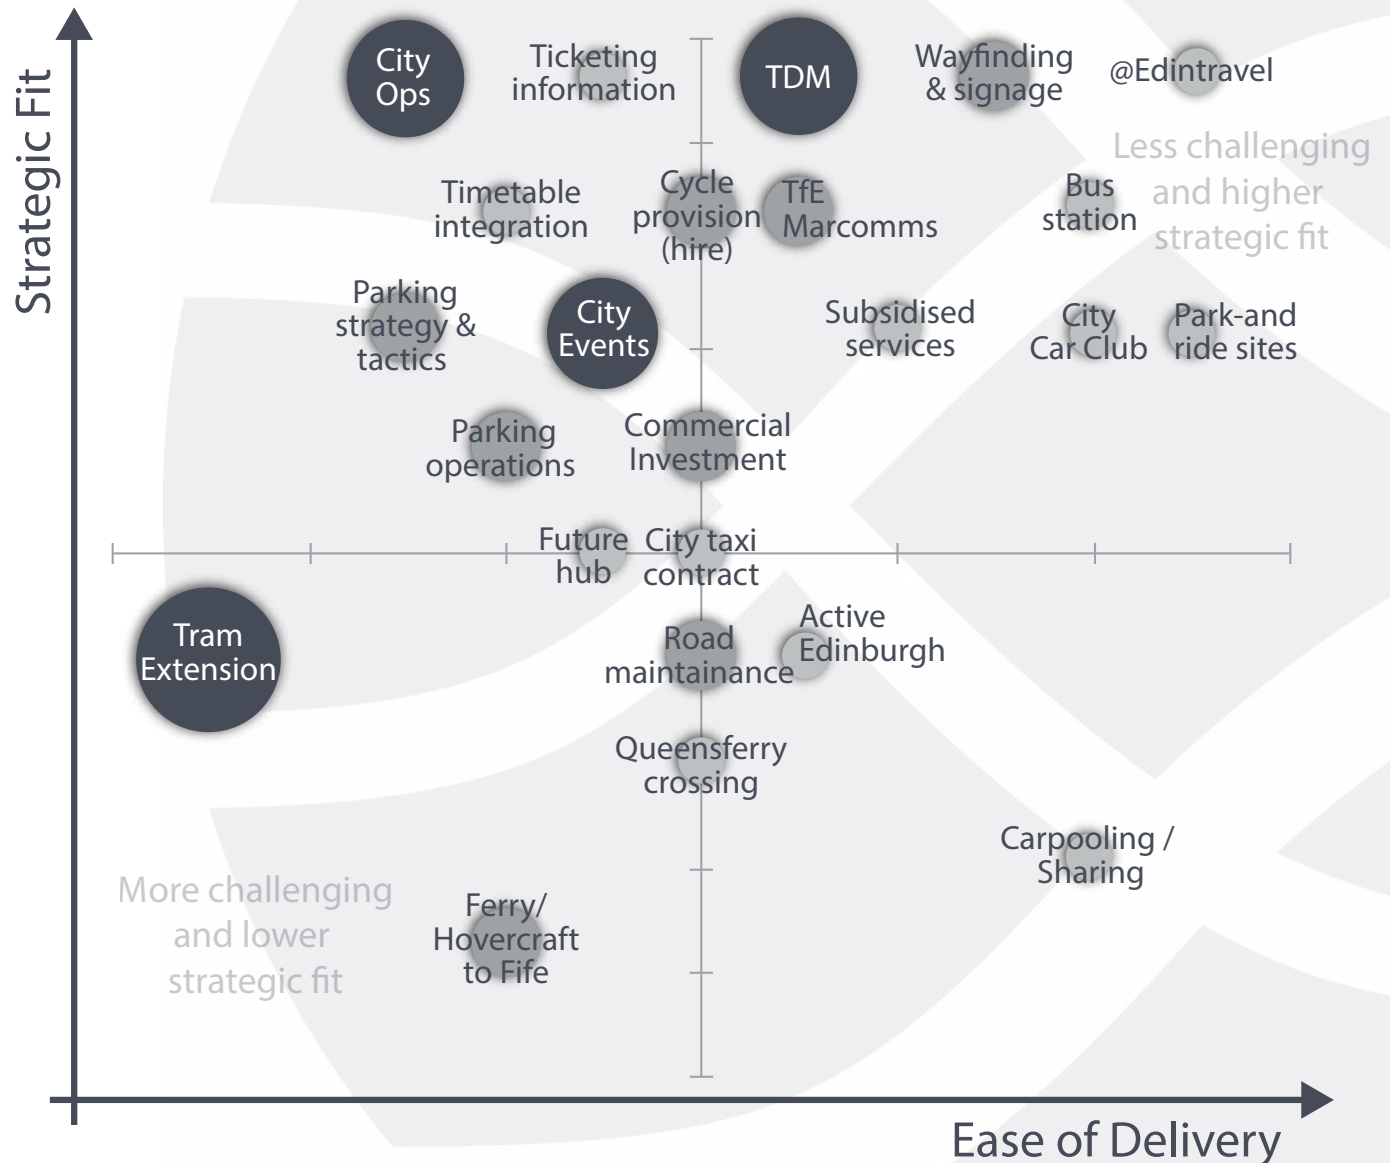 Strategic Fit
City
Ops
Ticketing
information
TDM
Wayfinding
& signage
@Edintravel
Less challenging
and higher
strategic fit
Timetable
integration
Cycle
provision
(hire)
TfE
Marcomms
Bus
station
Parking
strategy &
tactics
City
Events
Subsidised
services
City
Car Club
Park-and
ride sites
Parking
operations
Commercial
Investment
Future
hub
City taxi
contract
Tram
Extension
Road
maintainance
Active
Edinburgh
Queensferry
crossing
Carpooling /
Sharing
More challenging
and lower
strategic fit
Ferry/
Hovercraft
to Fife
Ease of Delivery